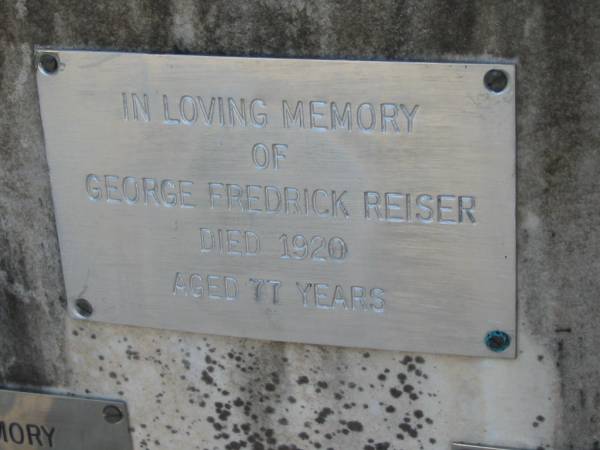 IN LOVING MEMORY
OF
GEORGE FREDRICK REISER
DIED 1920
AGED 77 YEARS
MORY